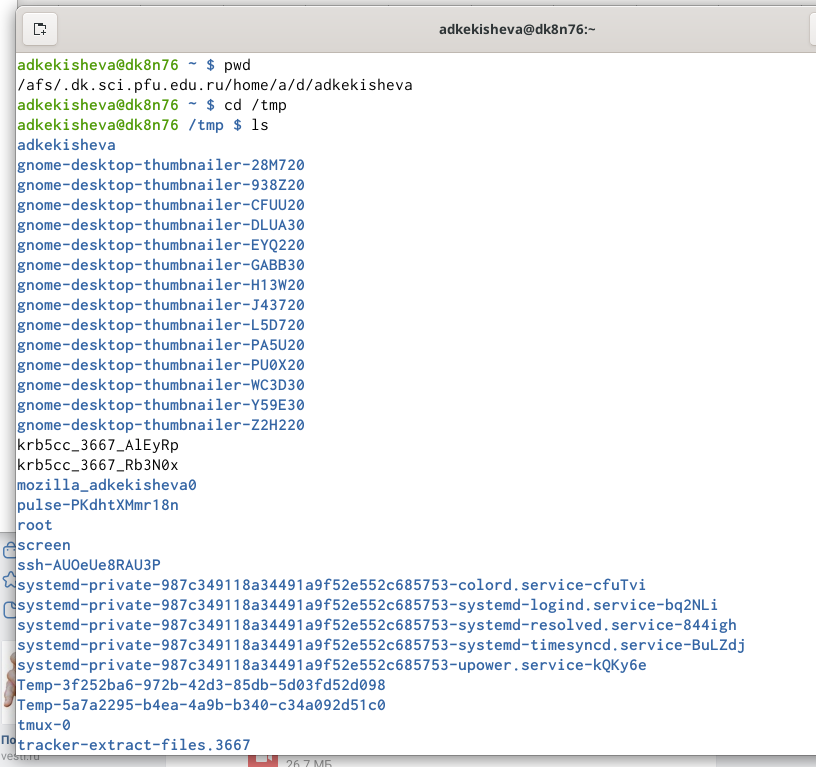 adkekisheva@dk8n76:~
adkekisheva@dk8n76 ~ $ pwd
/afs/.dk.sci.pfu.edu.ru/home/a/d/adkekisheva
adkekisheva@dk8n76 ~ $ cd /tmp
adkekisheva@dk8n76 /tmp $ ls
adkekisheva
gnome-desktop-thumbnailer-28M720
gnome-desktop-thumbnailer-938Z20
gnome-desktop-thumbnailer-CFUU20
gnome-desktop-thumbnailer-DLUA30
gnome-desktop-thumbnailer-EYQ220
gnome-desktop-thumbnailer-GABB30
gnome-desktop-thumbnailer-H13W20
gnome-desktop-thumbnailer-J43720
gnome-desktop-thumbnailer-L5D720
gnome-desktop-thumbnailer-PA5U20
gnome-desktop-thumbnailer-PU0X20
gnome-desktop-thumbnailer-WC3D30
gnome-desktop-thumbnailer-Y59E30
gnome-desktop-thumbnailer-Z2H220
krb5cc_3667_AlEyRp
krb5cc_3667_Rb3N0x
mozilla_adkekisheva0
pulse-PKdhtXMmr18n
root
screen
ssh-AUOeUe8RAU3P
systemd-private-987c349118a34491a9f52e552c685753-colord.service-cfuTvi
systemd-private-987c349118a34491a9f52e552c685753-systemd-logind.service-bq2NLi
systemd-private-987c349118a34491a9f52e552c685753-systemd-resolved.service-844igh
systemd-private-987c349118a34491a9f52e552c685753-systemd-timesyncd.service-BuLZdj
systemd-private-987c349118a34491a9f52e552c685753-upower.service-kQKy6e
Temp-3f252ba6-972b-42d3-85db-5d03fd52d098
Temp-5a7a2295-b4ea-4a9b-b340-c34a092d51c0
tmux-0
tracker-extract-files.3667
По
vesti.ru
26,7 МБ